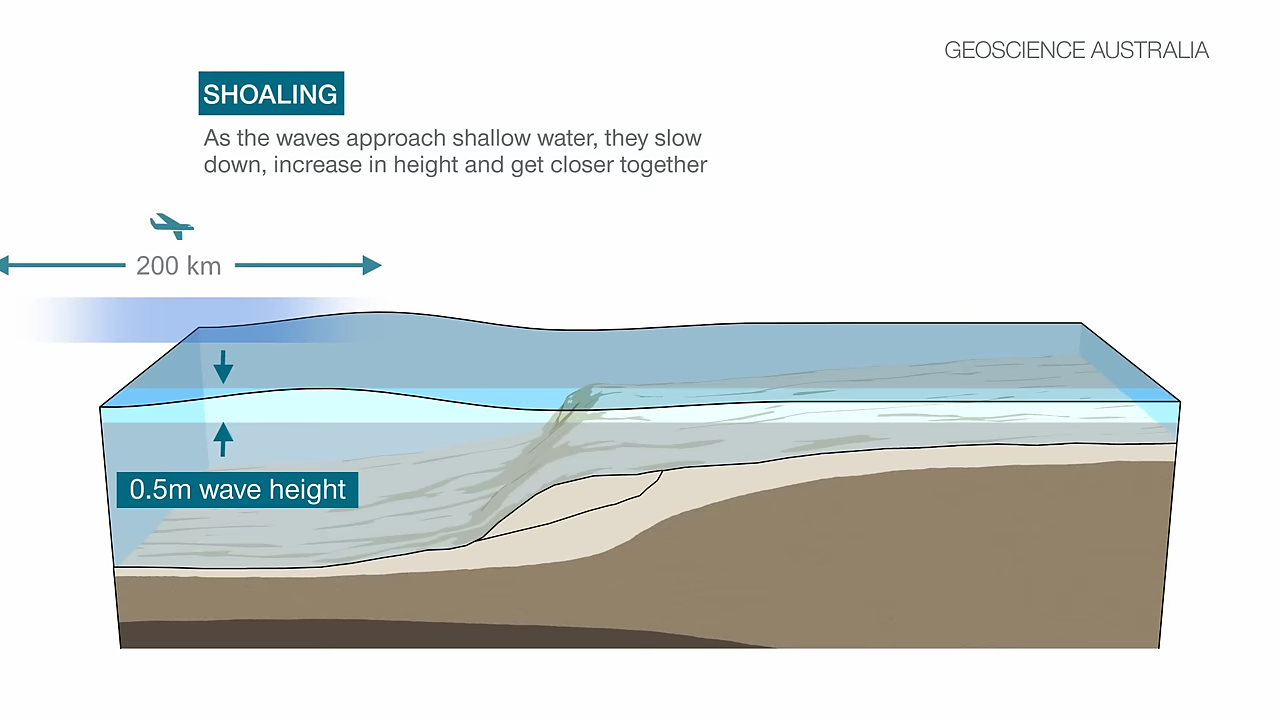 GEOSCIENCE AUSTRALIA
SHOALING
As the waves approach shallow water, they slow
down, increase in height and get closer together
200 km
0.5m wave height